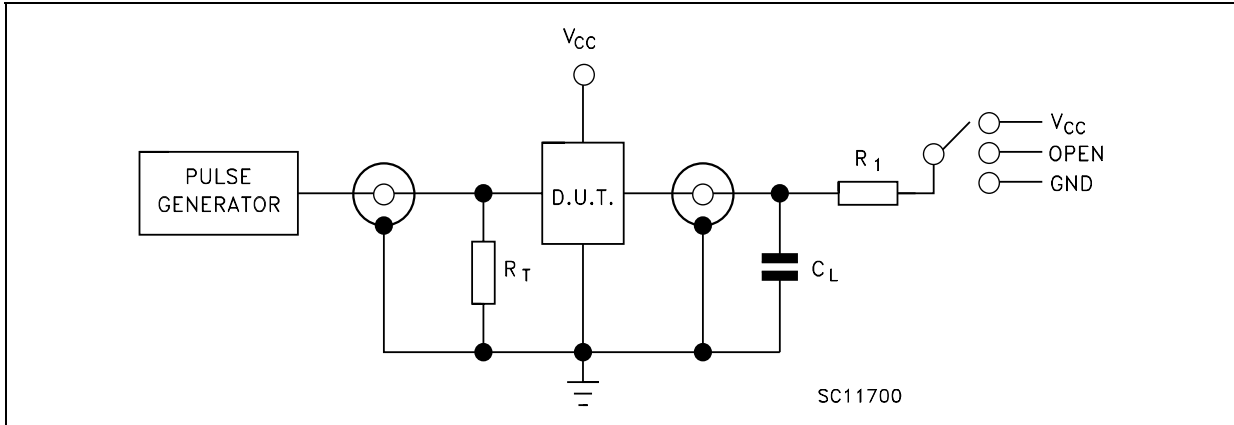 VCC
PULSE
GENERATOR
D.U.T.
RT
CL
R1
VCC
OPEN
GND
SC11700